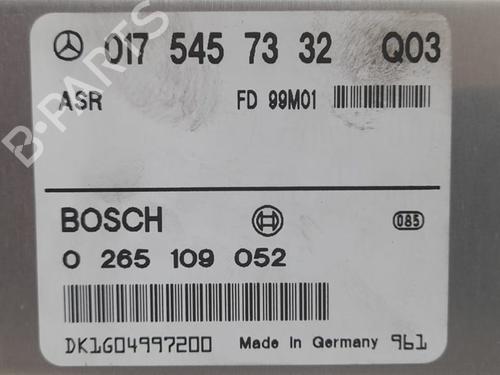 017 545 73 32 Q03
ASR FD 99M01
BOSCH 085
0 265 109 052
DK1G04997200 Made in Germany 961
B-PARTS